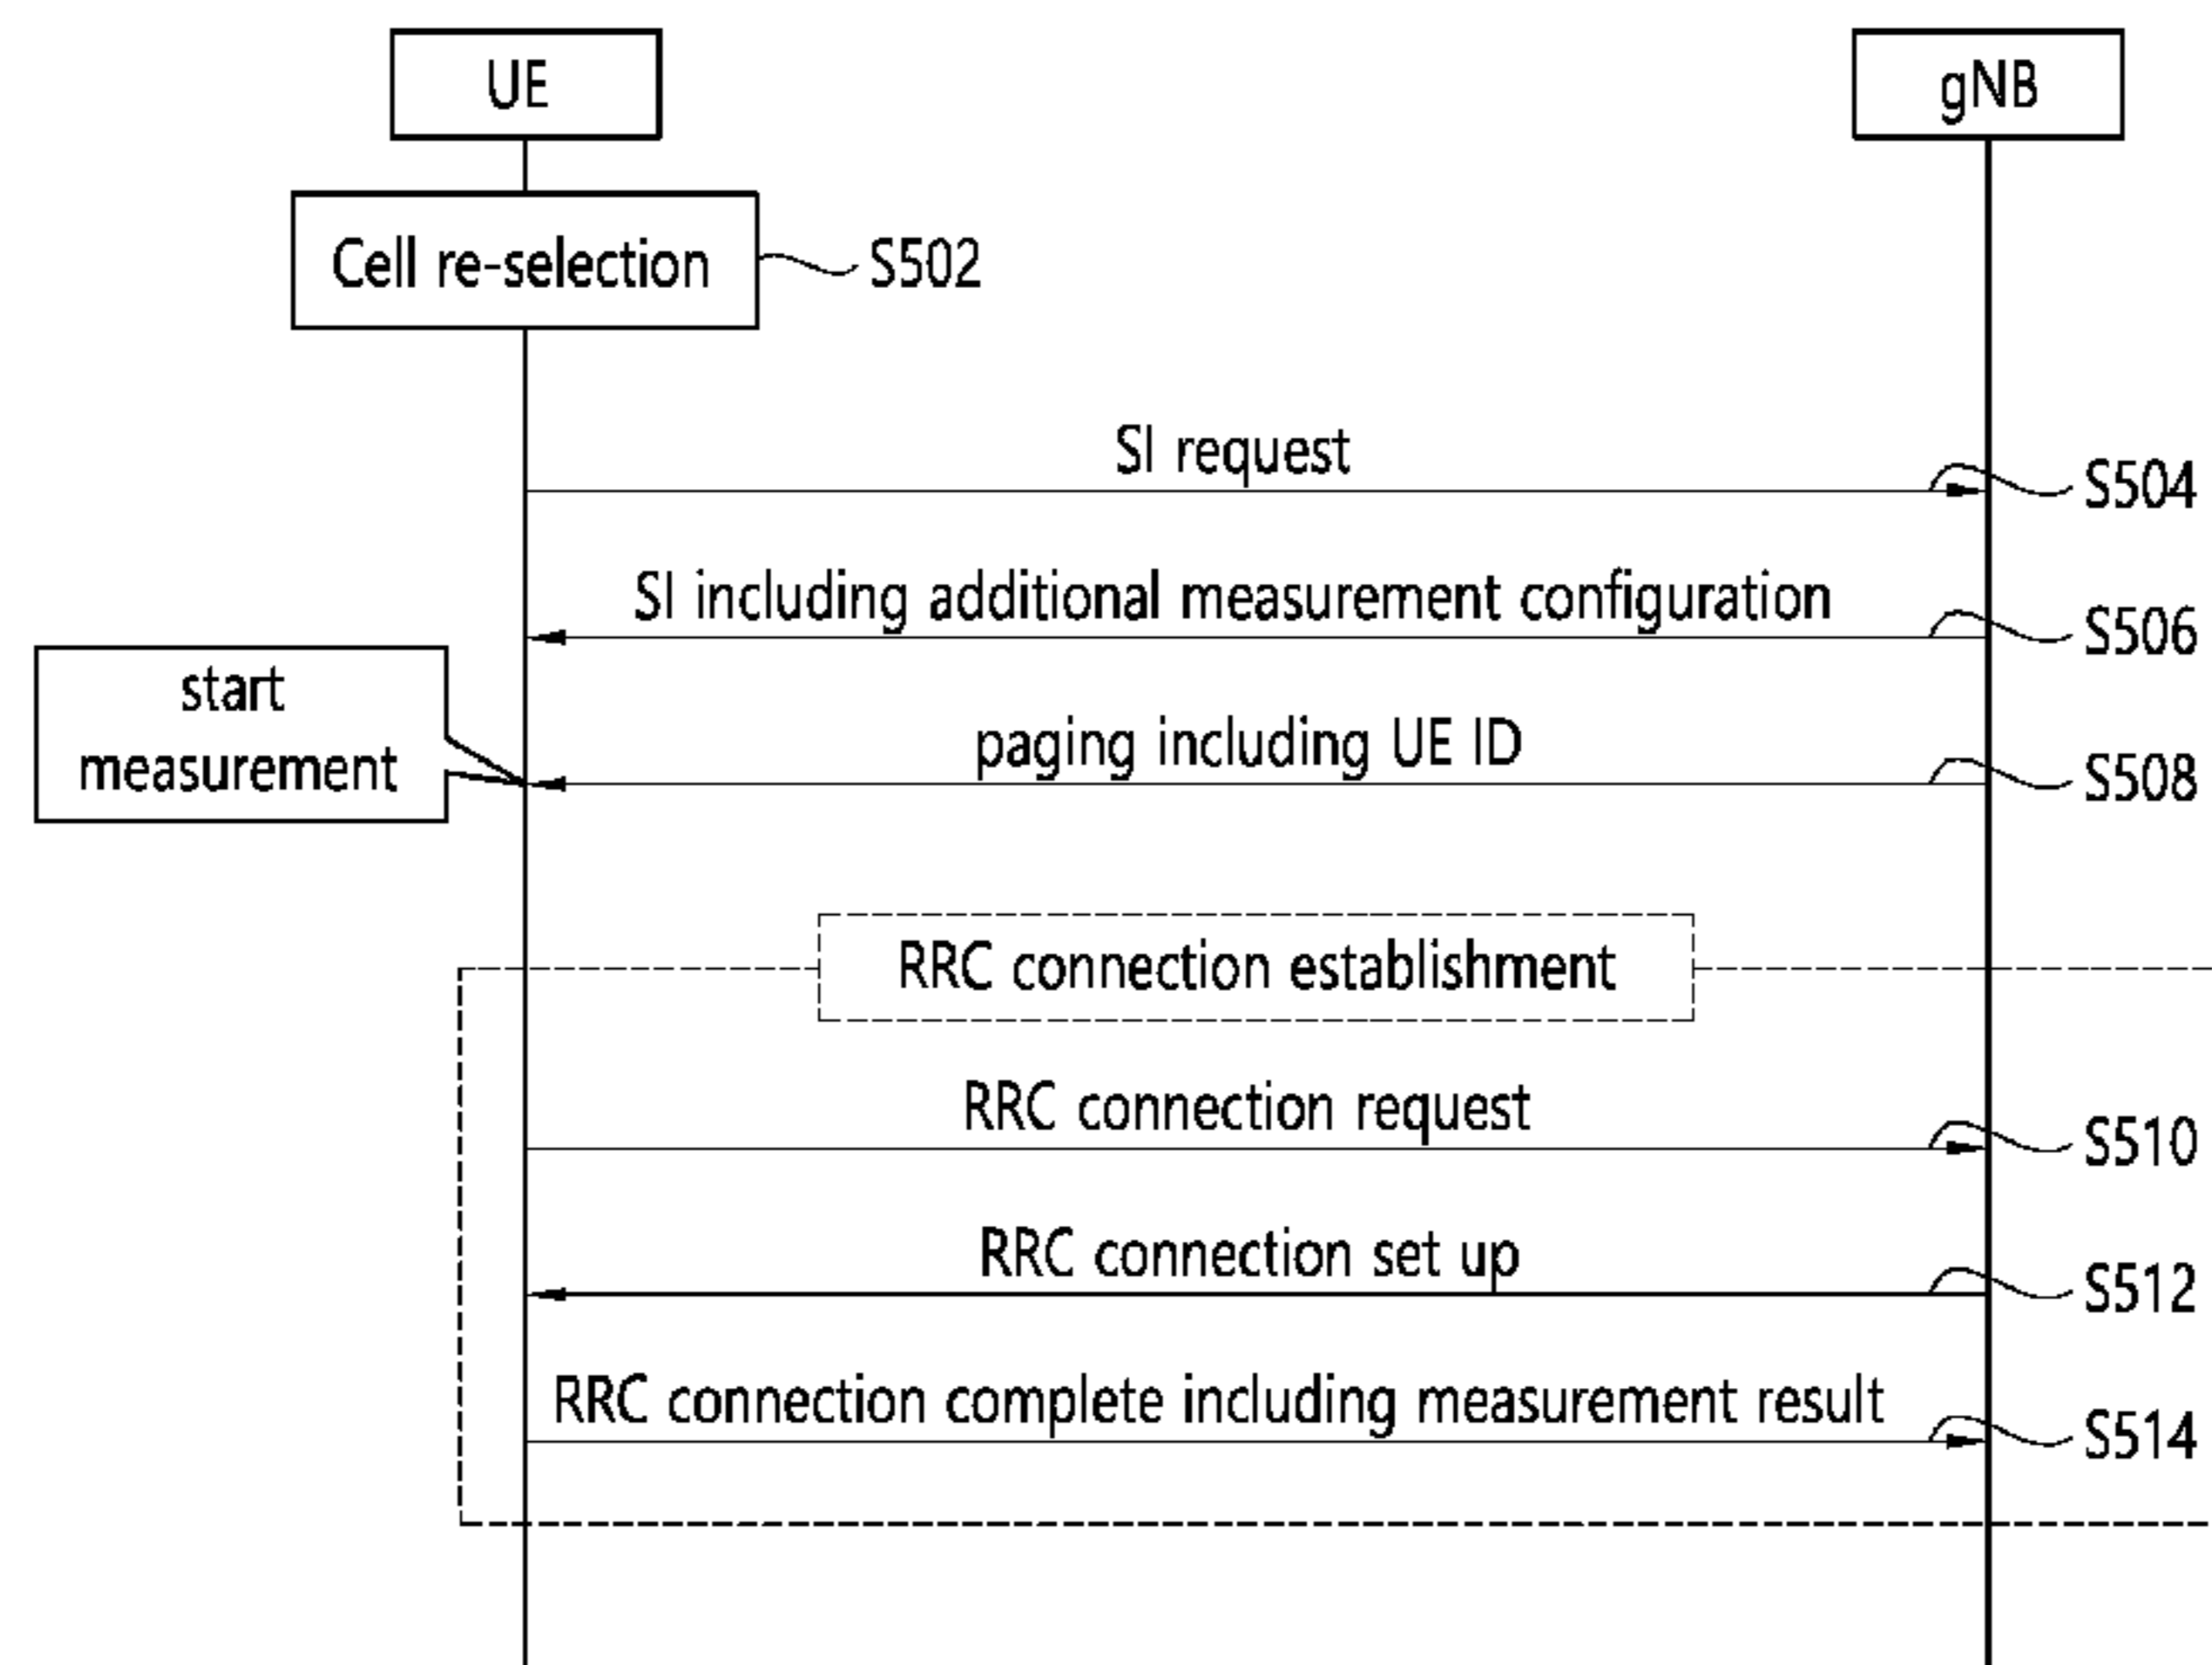 UE
gNB
Cell re-selection
S502
SI request
S504
SI including additional measurement configuration
S506
start
measurement
paging including UE ID
S508
RRC connection establishment
RRC connection request
S510
RRC connection set up
S512
RRC connection complete including measurement result
S514